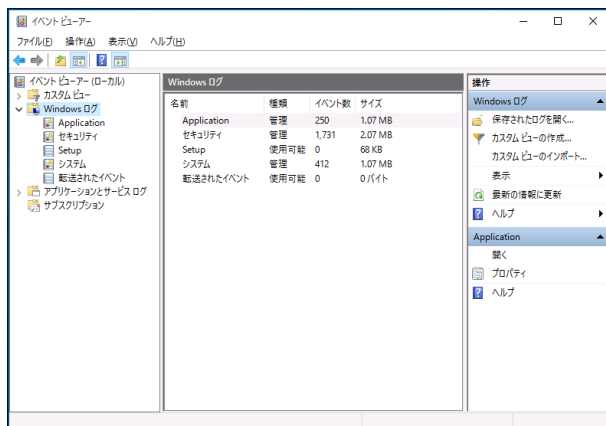 イベント ビューアー
ファイル(F) 操作(A) 表示(V) ヘルプ(H)
イベント ビューアー (ローカル)
カスタム ビュー
Windows ログ
Application
セキュリティ
Setup
システム
転送されたイベント
アプリケーションとサービス ログ
サブスクリプション
Windows ログ
名前 種類 イベント数 サイズ
Application 管理 250 1.07 MB
セキュリティ 管理 1,731 2.07 MB
Setup 使用可能 0 68 KB
システム 管理 412 1.07 MB
転送されたイベント 使用可能 0 0 バイト
操作
Windows ログ
保存されたログを開く...
カスタム ビューの作成...
カスタム ビューのインポート...
表示
最新の情報に更新
ヘルプ
Application
開く
プロパティ
ヘルプ